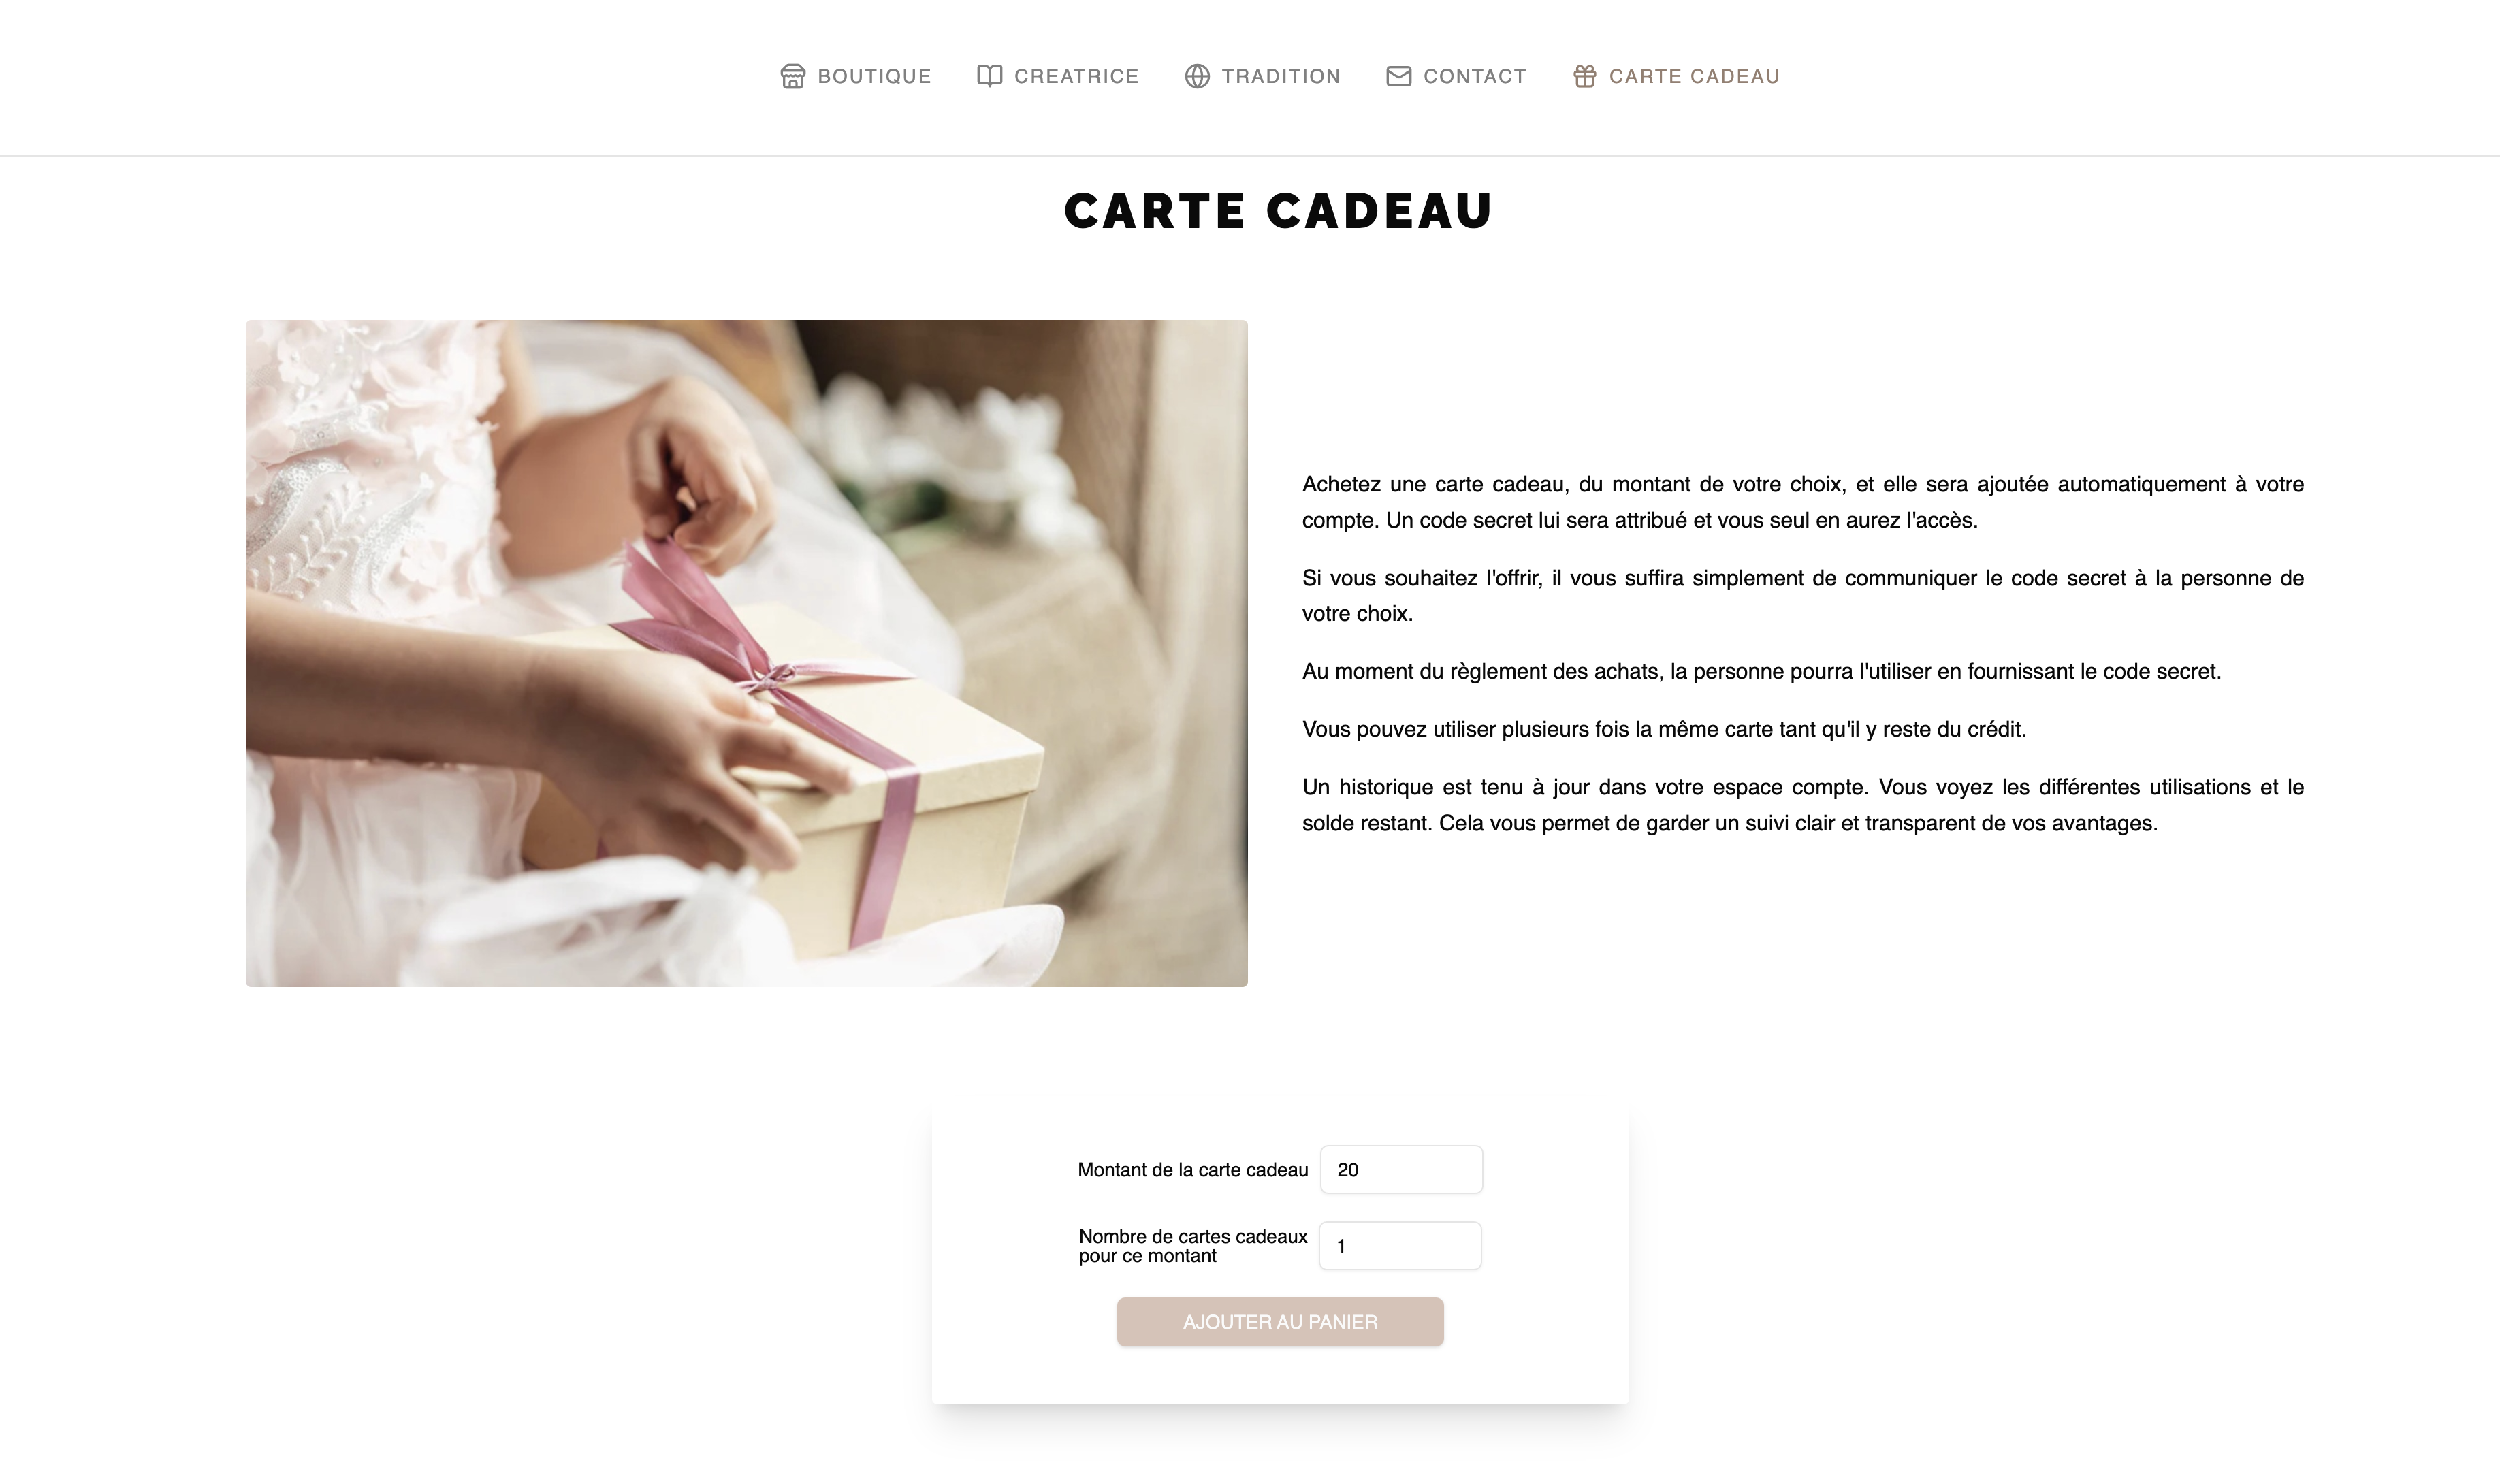 BOUTIQUE CREATRICE TRADITION CONTACT CARTE CADEAU
CARTE CADEAU
Achetez une carte cadeau, du montant de votre choix, et elle sera ajoutée automatiquement à votre
compte. Un code secret lui sera attribué et vous seul en aurez l'accès.
Si vous souhaitez l'offrir, il vous suffira simplement de communiquer le code secret à la personne de
votre choix.
Au moment du règlement des achats, la personne pourra l'utiliser en fournissant le code secret.
Vous pouvez utiliser plusieurs fois la même carte tant qu'il y reste du crédit.
Un historique est tenu à jour dans votre espace compte. Vous voyez les différentes utilisations et le
solde restant. Cela vous permet de garder un suivi clair et transparent de vos avantages.
Montant de la carte cadeau 20
Nombre de cartes cadeaux
pour ce montant 1
AJOUTER AU PANIER